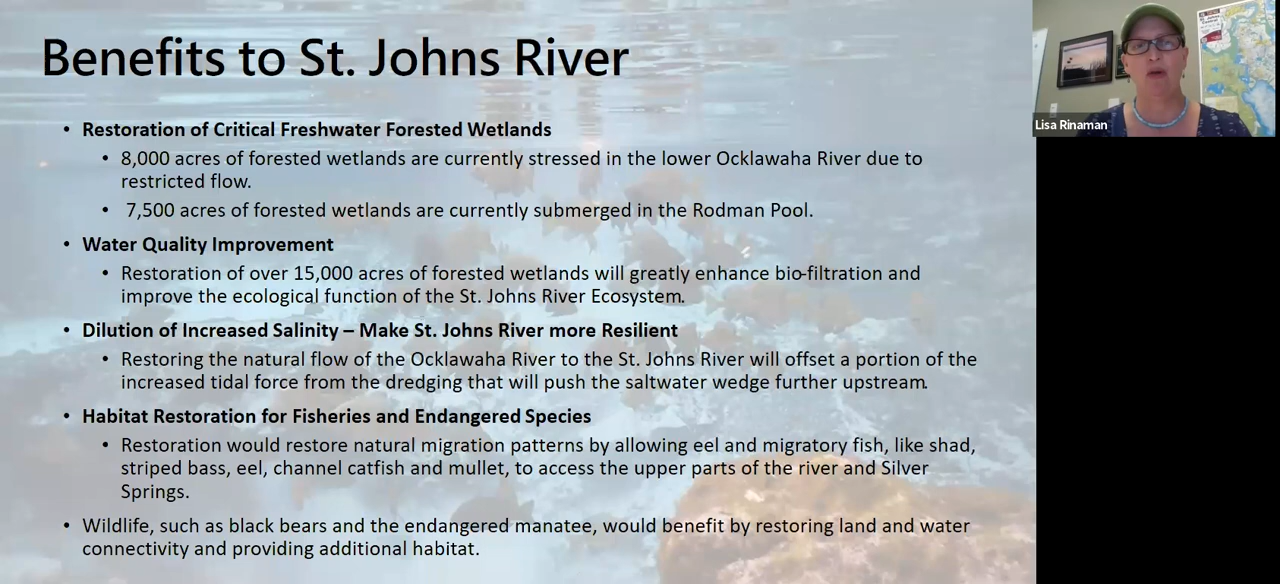 Benefits to St. Johns River
Lisa Rinaman
• Restoration of Critical Freshwater Forested Wetlands
• 8,000 acres of forested wetlands are currently stressed in the lower Ocklawaha River due to
restricted flow.
• 7,500 acres of forested wetlands are currently submerged in the Rodman Pool.
• Water Quality Improvement
• Restoration of over 15,000 acres of forested wetlands will greatly enhance bio-filtration and
improve the ecological function of the St. Johns River Ecosystem.
• Dilution of Increased Salinity – Make St. Johns River more Resilient
• Restoring the natural flow of the Ocklawaha River to the St. Johns River will offset a portion of the
increased tidal force from the dredging that will push the saltwater wedge further upstream.
• Habitat Restoration for Fisheries and Endangered Species
• Restoration would restore natural migration patterns by allowing eel and migratory fish, like shad,
striped bass, eel, channel catfish and mullet, to access the upper parts of the river and Silver
Springs.
• Wildlife, such as black bears and the endangered manatee, would benefit by restoring land and water
connectivity and providing additional habitat.